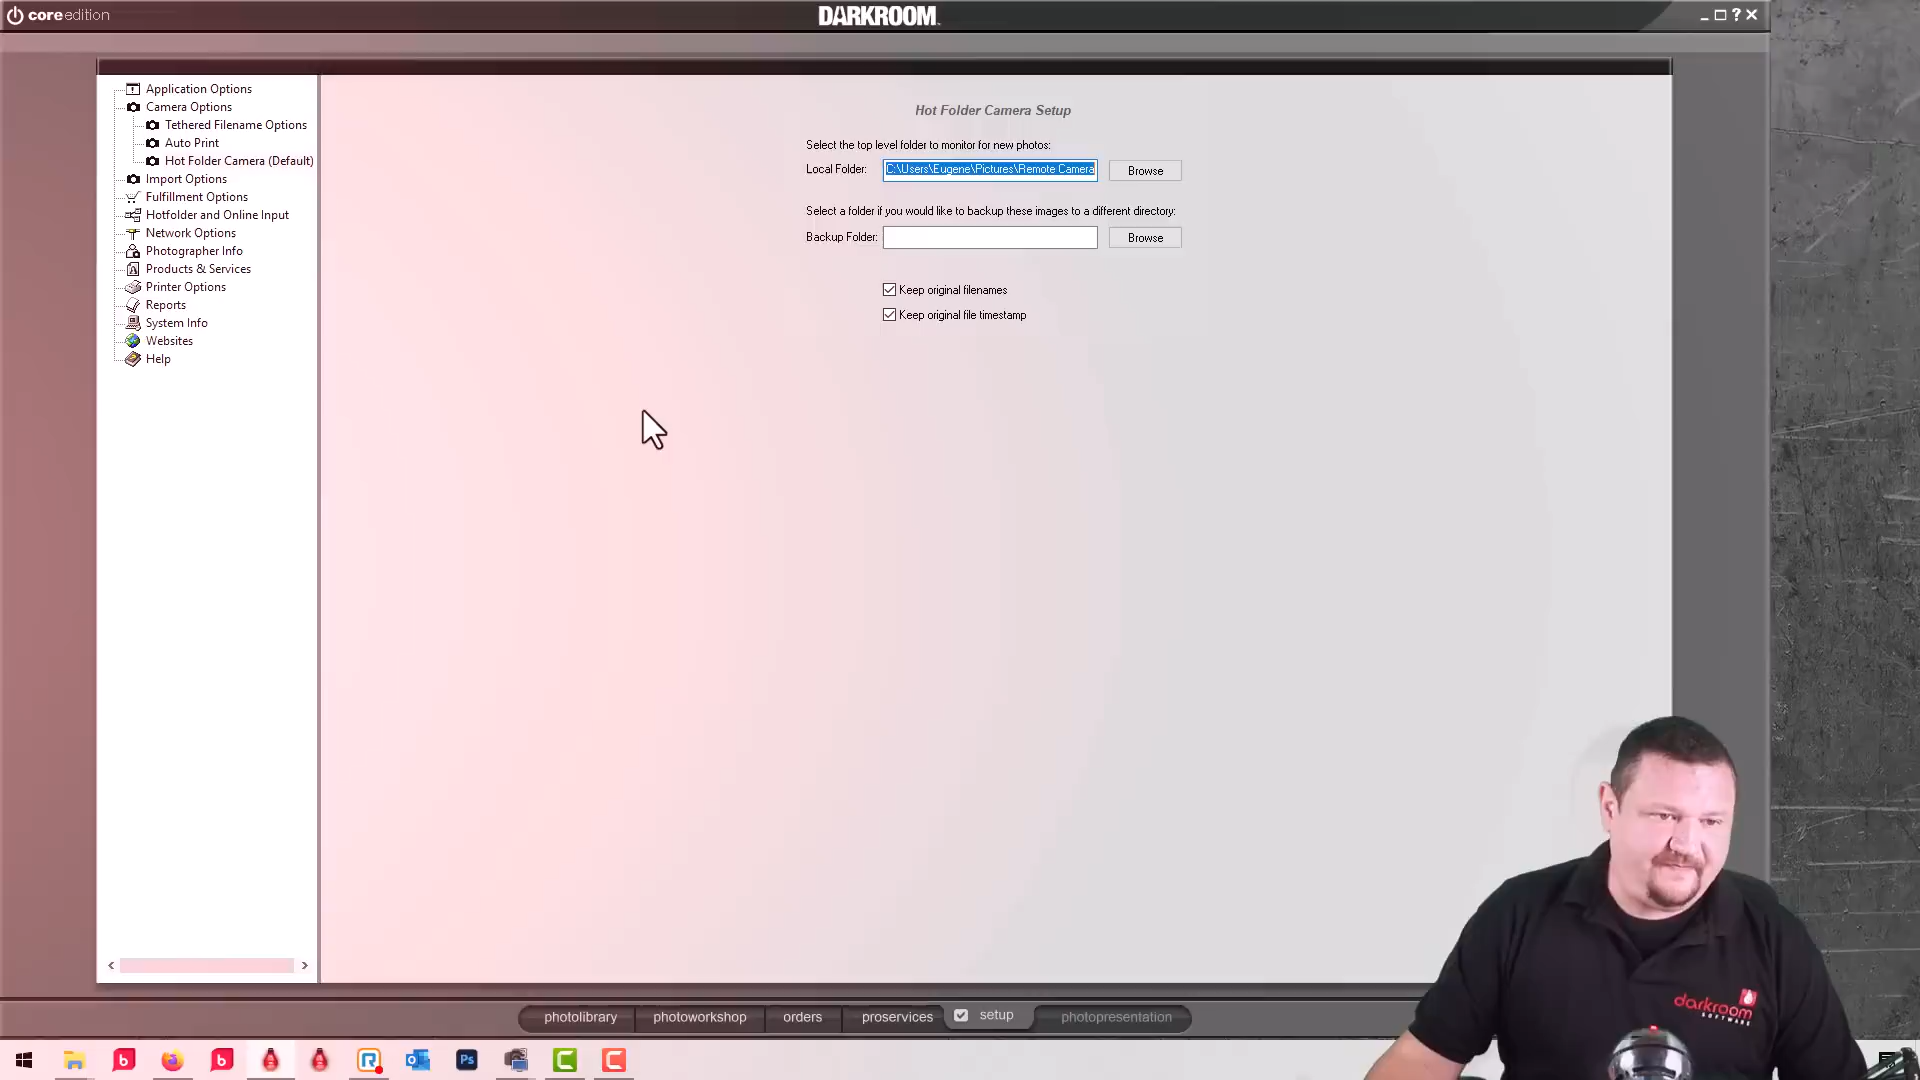 core edition
DARKROOM
Application Options
Camera Options
Tethered Filename Options
Auto Print
Hot Folder Camera (Default)
Import Options
Fulfillment Options
Hotfolder and Online Input
Network Options
Photographer Info
Products & Services
Printer Options
Reports
System Info
Websites
Help
Hot Folder Camera Setup
Select the top level folder to monitor for new photos:
Local Folder: C:\Users\Eugene\Pictures\Remote Camera Browse
Select a folder if you would like to backup these images to a different directory:
Backup Folder: Browse
Keep original filenames
Keep original file timestamp
darkroom
SOFTWARE
photolibrary photoworkshop orders proservices setup photopresentation
b b R O Ps C C